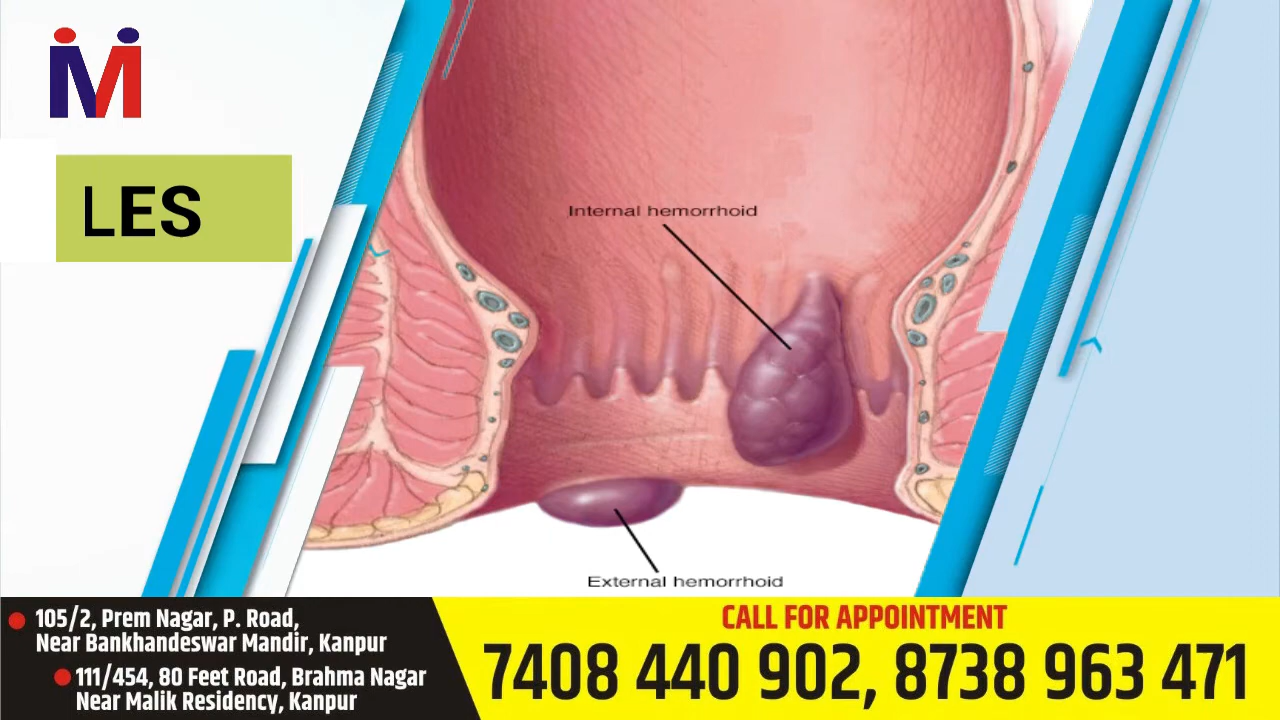 LES
Internal hemorrhoid
External hemorrhoid
105/2, Prem Nagar, P. Road,
Near Bankhandeswar Mandir, Kanpur
111/454, 80 Feet Road, Brahma Nagar
Near Malik Residency, Kanpur
CALL FOR APPOINTMENT
7408 440 902, 8738 963 471